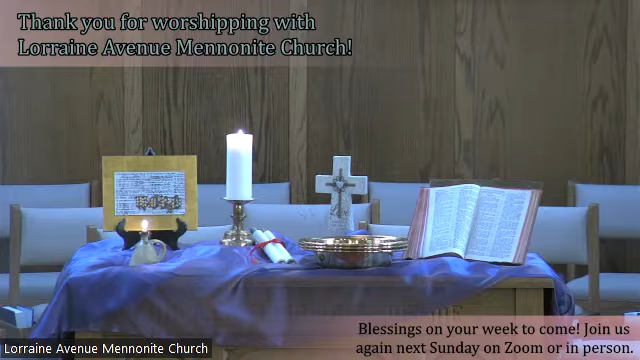 Thank you for worshipping with
Lorraine Avenue Mennonite Church!
Blessings on your week to come! Join us
again next Sunday on Zoom or in person.
Lorraine Avenue Mennonite Church